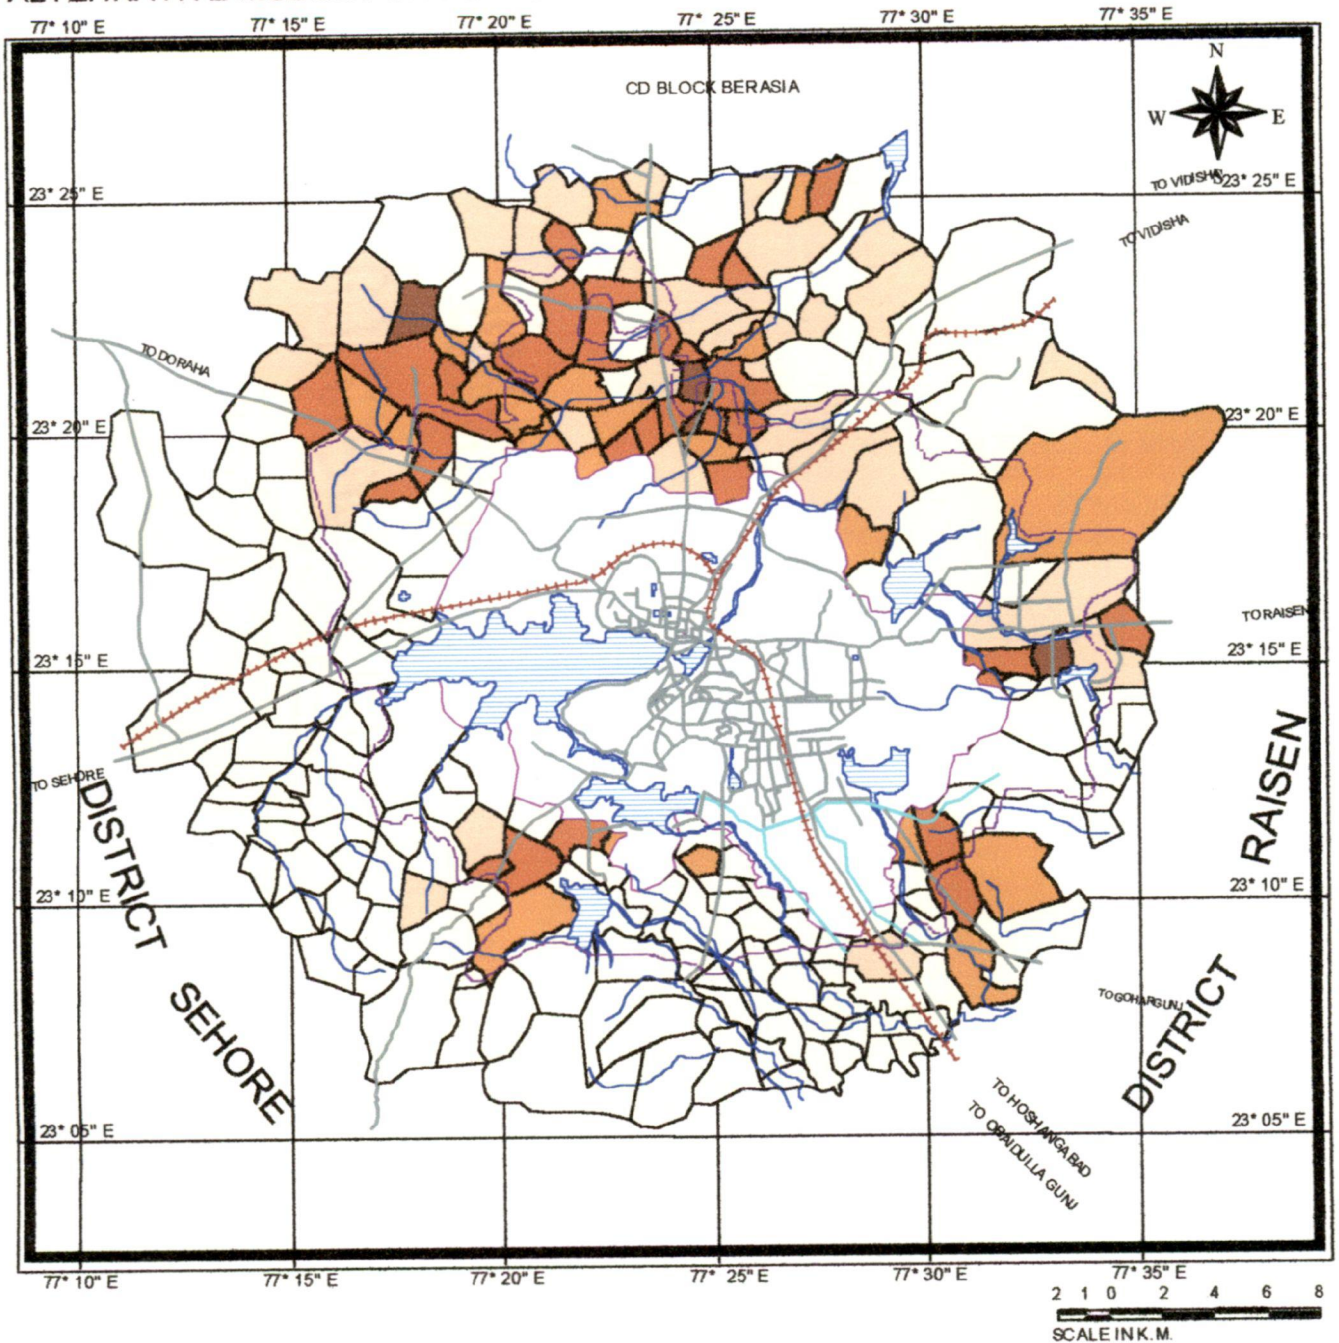 77° 10" E 77° 15" E 77° 20" E 77° 25" E 77° 30" E 77° 35" E
CD BLOCK BERASIA
N
W E
TO VIDISHA
23° 25" E 23° 25" E
TO VIDISHA
TO DORAHA
23° 20" E 23° 20" E
TO RAISEN
23° 15" E 23° 15" E
TO SEHORE
DISTRICT SEHORE
RAISEN
23° 10" E 23° 10" E
DISTRICT
TO GOHARGUNJ
TO HOSHANGABAD
TO OBAIDULLA GUNJ
23° 05" E 23° 05" E
77° 10" E 77° 15" E 77° 20" E 77° 25" E 77° 30" E 77° 35" E
2 1 0 2 4 6 8
SCALE IN K.M.